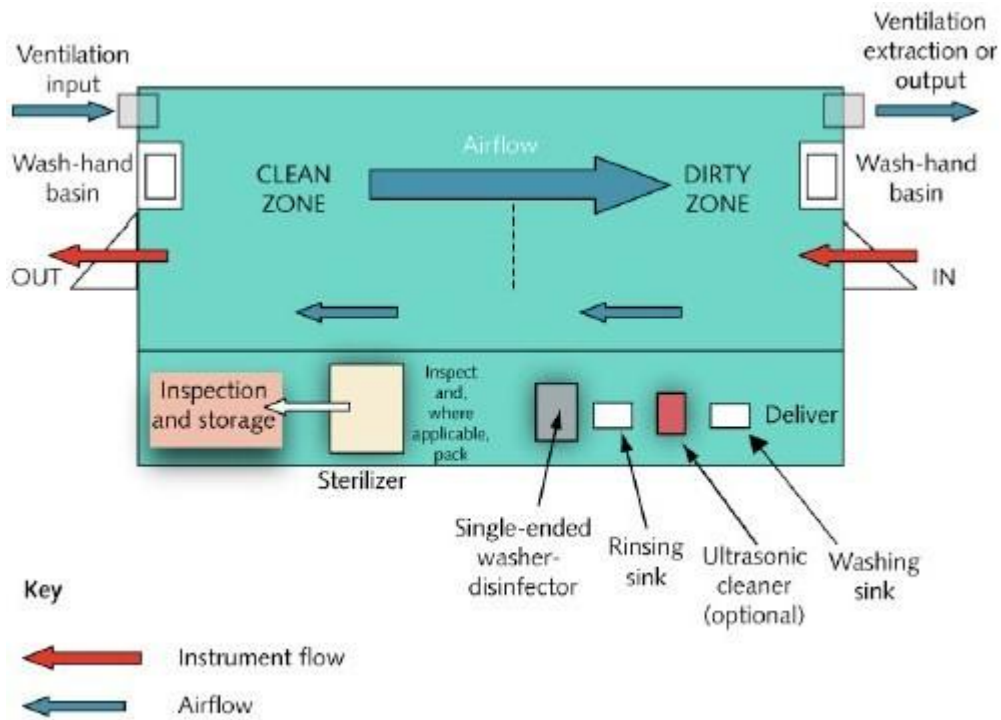 Ventilation
input
Ventilation
extraction or
output
Wash-hand
basin
Airflow
CLEAN
ZONE
DIRTY
ZONE
Wash-hand
basin
OUT
IN
Inspection
and storage
Sterilizer
Inspect
and,
where
applicable,
pack
Deliver
Single-ended
washer-
disinfector
Rinsing
sink
Ultrasonic
cleaner
(optional)
Washing
sink
Key
Instrument flow
Airflow